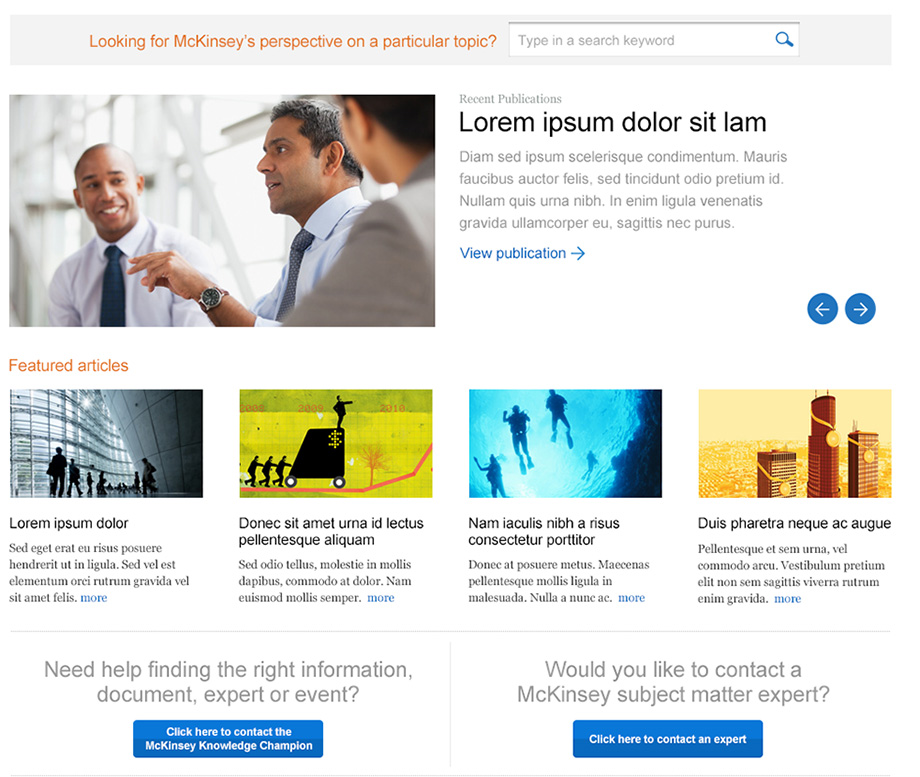 Looking for McKinsey’s perspective on a particular topic?
Type in a search keyword
Recent Publications
Lorem ipsum dolor sit lam
Diam sed ipsum scelerisque condimentum. Mauris
faucibus auctor felis, sed tincidunt odio pretium id.
Nullam quis urna nibh. In enim ligula venenatis
gravida ullamcorper eu, sagittis nec purus.
View publication →
Featured articles
2008 2009 2010
Lorem ipsum dolor
Sed eget erat eu risus posuere
hendrerit ut in ligula. Sed vel est
elementum orci rutrum gravida vel
sit amet felis. more
Donec sit amet urna id lectus
pellentesque aliquam
Sed odio tellus, molestie in mollis
dapibus, commodo at dolor. Nam
euismod mollis semper. more
Nam iaculis nibh a risus
consectetur porttitor
Donec at posuere metus. Maecenas
pellentesque mollis ligula in
malesuada. Nulla a nunc ac. more
Duis pharetra neque ac augue
Pellentesque et sem urna, vel
commodo arcu. Vestibulum pretium
elit non sem sagittis viverra rutrum
enim gravida. more
Need help finding the right information,
document, expert or event?
Click here to contact the
McKinsey Knowledge Champion
Would you like to contact a
McKinsey subject matter expert?
Click here to contact an expert